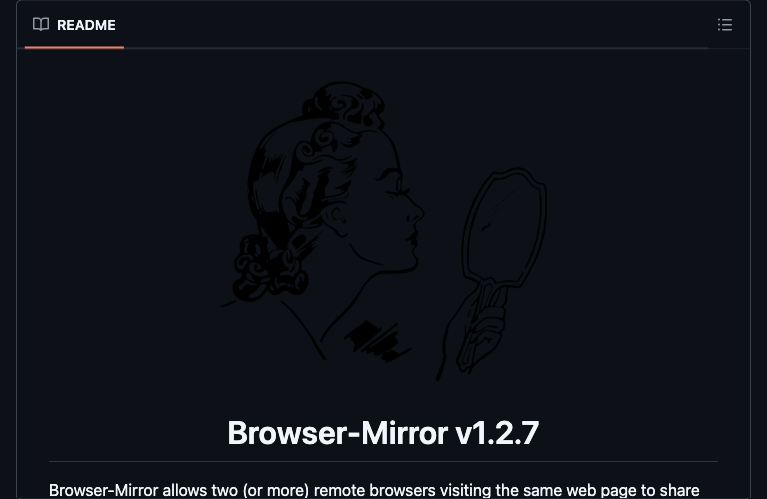 README
Browser-Mirror v1.2.7
Browser-Mirror allows two (or more) remote browsers visiting the same web page to share